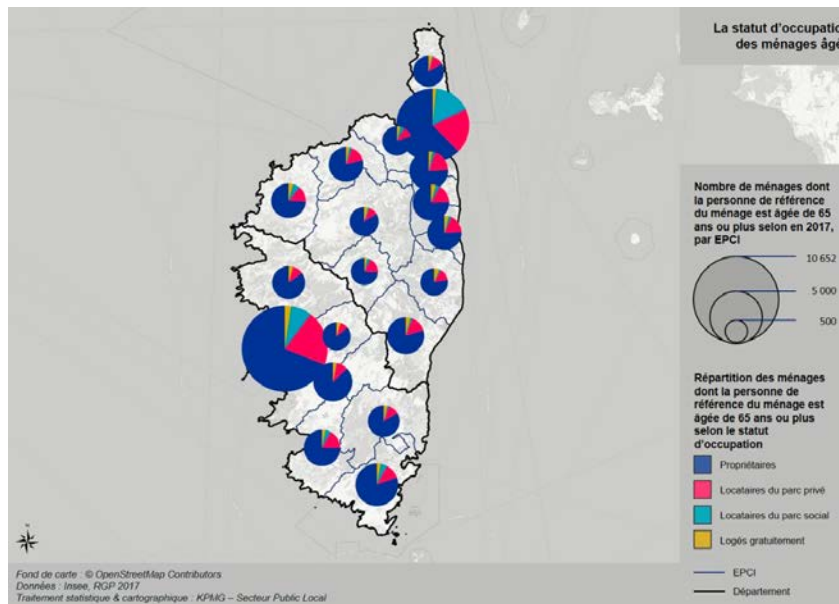 La statut d'occupatio
des ménages âgé
Nombre de ménages dont
la personne de référence
du ménage est âgée de 65
ans ou plus selon en 2017,
par EPCI
10 652
5 000
500
Répartition des ménages
dont la personne de
référence du ménage est
âgée de 65 ans ou plus
selon le statut
d'occupation
Propriétaires
Locataires du parc privé
Locataires du parc social
Logés gratuitement
EPCI
Département
Fond de carte : © OpenStreetMap Contributors
Données : Insee, RGP 2017
Traitement statistique & cartographique : KPMG – Secteur Public Local